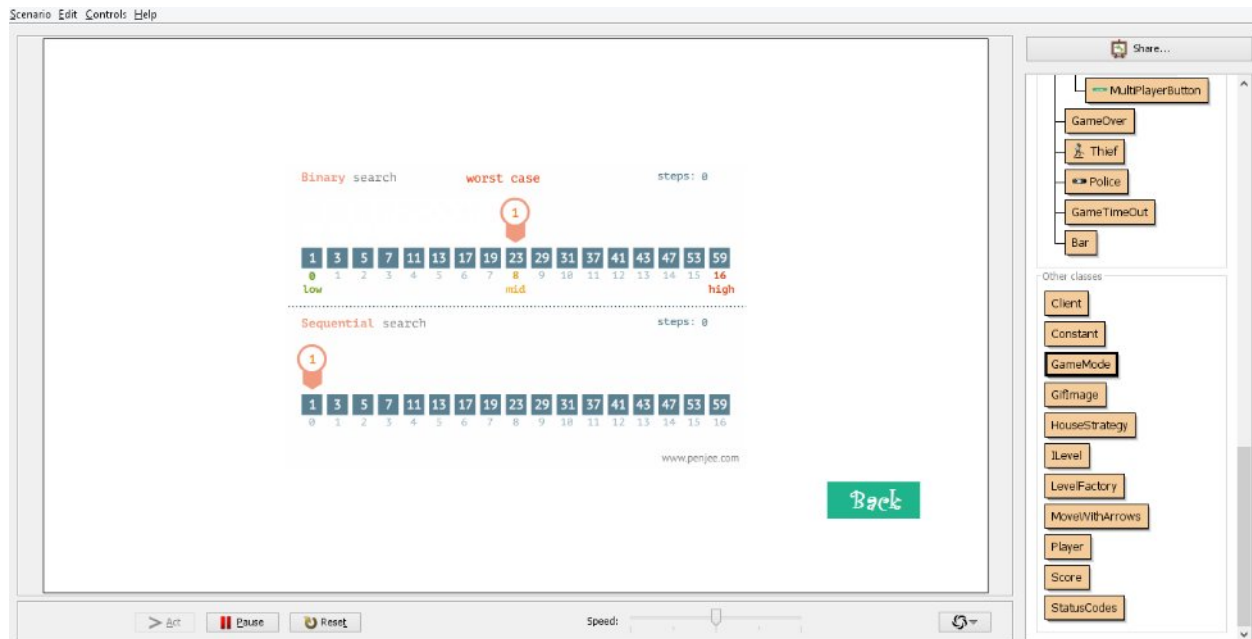 Scenario Edit Controls Help
Binary search worst case steps: 0
1
1 3 5 7 11 13 17 19 23 29 31 37 41 43 47 53 59
0 1 2 3 4 5 6 7 8 9 10 11 12 13 14 15 16
low mid high
Sequential search steps: 0
1
1 3 5 7 11 13 17 19 23 29 31 37 41 43 47 53 59
0 1 2 3 4 5 6 7 8 9 10 11 12 13 14 15 16
www.penjee.com
Back
> Act Pause Reset Speed:
Share...
MultiPlayerButton
GameOver
Thief
Police
GameTimeOut
Bar
Other classes
Client
Constant
GameMode
GifImage
HouseStrategy
ILevel
LevelFactory
MoveWithArrows
Player
Score
StatusCodes